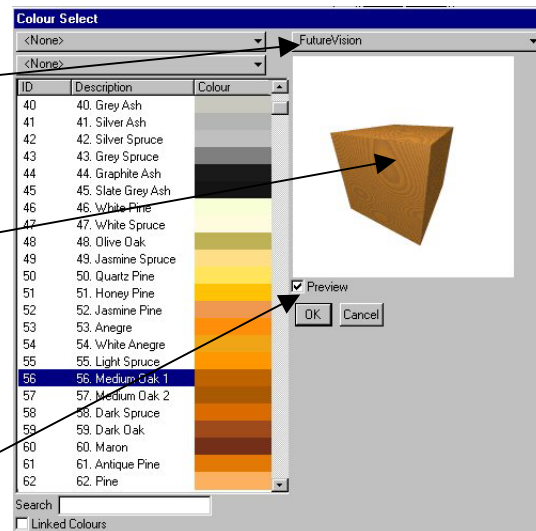 Colour Select
<None>
FutureVision
<None>
ID Description Colour
40 40. Grey Ash
41 41. Silver Ash
42 42. Silver Spruce
43 43. Grey Spruce
44 44. Graphite Ash
45 45. Slate Grey Ash
46 46. White Pine
47 47. White Spruce
48 48. Olive Oak
49 49. Jasmine Spruce
50 50. Quartz Pine
51 51. Honey Pine
52 52. Jasmine Pine
53 53. Anegre
54 54. White Anegre
55 55. Light Spruce
56 56. Medium Oak 1
57 57. Medium Oak 2
58 58. Dark Spruce
59 59. Dark Oak
60 60. Maron
61 61. Antique Pine
62 62. Pine
Preview
OK Cancel
Search
Linked Colours